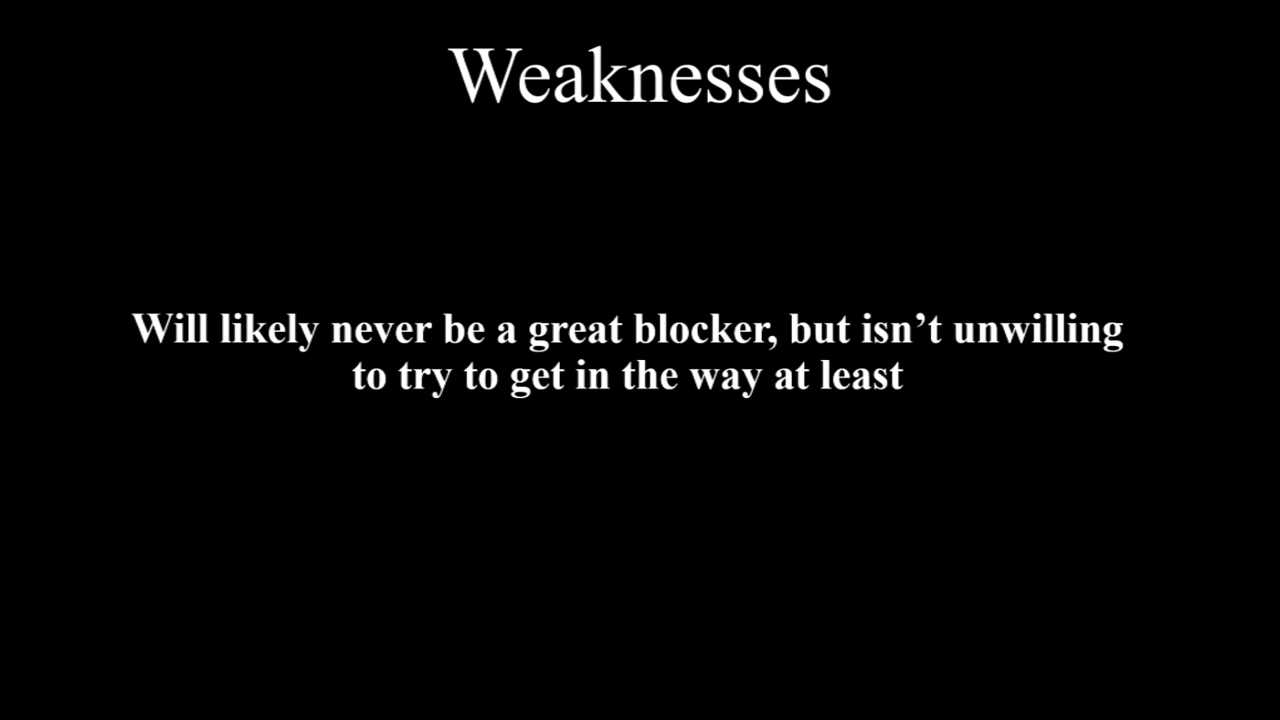 Weaknesses
Will likely never be a great blocker, but isn’t unwilling
to try to get in the way at least